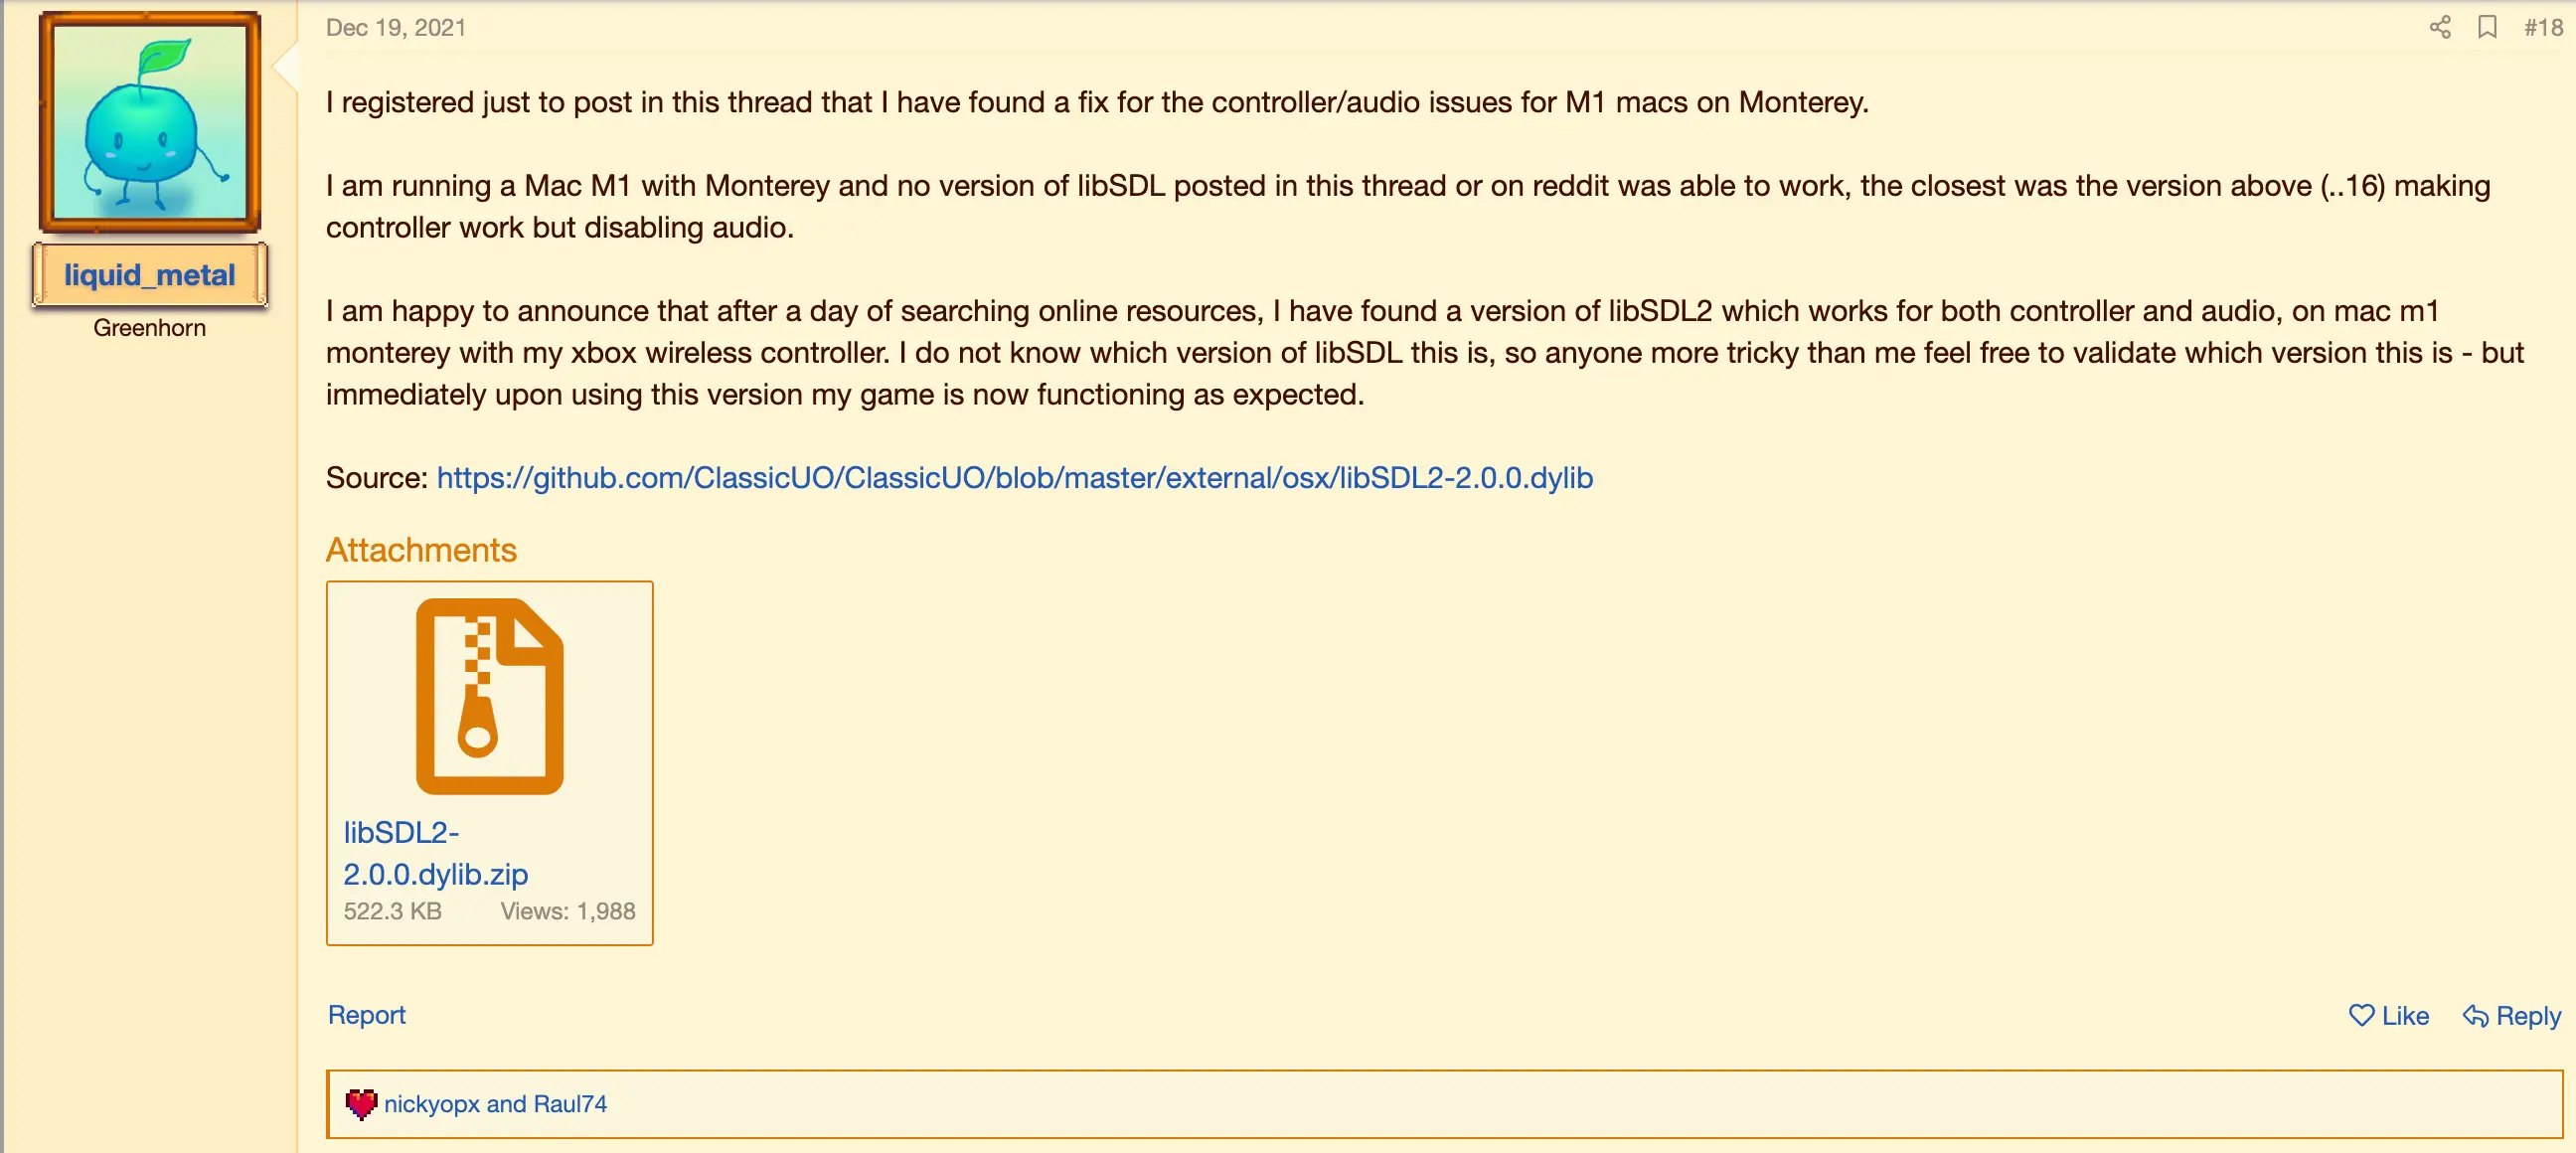 Dec 19, 2021
#18
I registered just to post in this thread that I have found a fix for the controller/audio issues for M1 macs on Monterey.
I am running a Mac M1 with Monterey and no version of libSDL posted in this thread or on reddit was able to work, the closest was the version above (..16) making
controller work but disabling audio.
liquid_metal
Greenhorn
I am happy to announce that after a day of searching online resources, I have found a version of libSDL2 which works for both controller and audio, on mac m1
monterey with my xbox wireless controller. I do not know which version of libSDL this is, so anyone more tricky than me feel free to validate which version this is - but
immediately upon using this version my game is now functioning as expected.
Source: https://github.com/ClassicUO/ClassicUO/blob/master/external/osx/libSDL2-2.0.0.dylib
Attachments
libSDL2-
2.0.0.dylib.zip
522.3 KB Views: 1,988
Report
Like Reply
nickyopx and Raul74